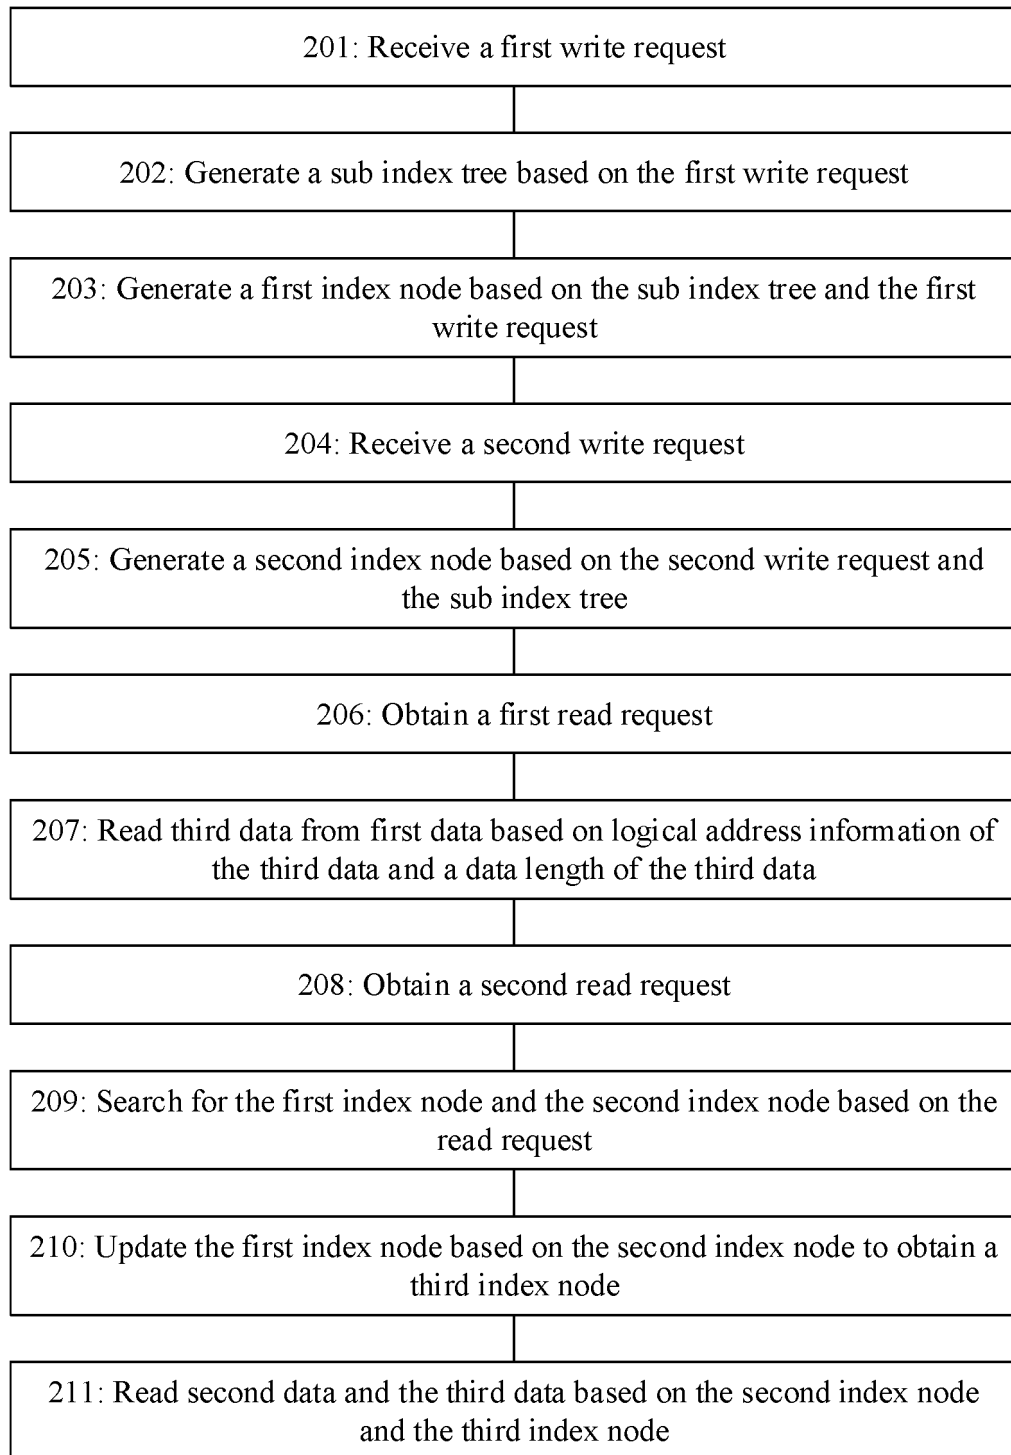 201: Receive a first write request
202: Generate a sub index tree based on the first write request
203: Generate a first index node based on the sub index tree and the first
write request
204: Receive a second write request
205: Generate a second index node based on the second write request and
the sub index tree
206: Obtain a first read request
207: Read third data from first data based on logical address information of
the third data and a data length of the third data
208: Obtain a second read request
209: Search for the first index node and the second index node based on the
read request
210: Update the first index node based on the second index node to obtain a
third index node
211: Read second data and the third data based on the second index node
and the third index node